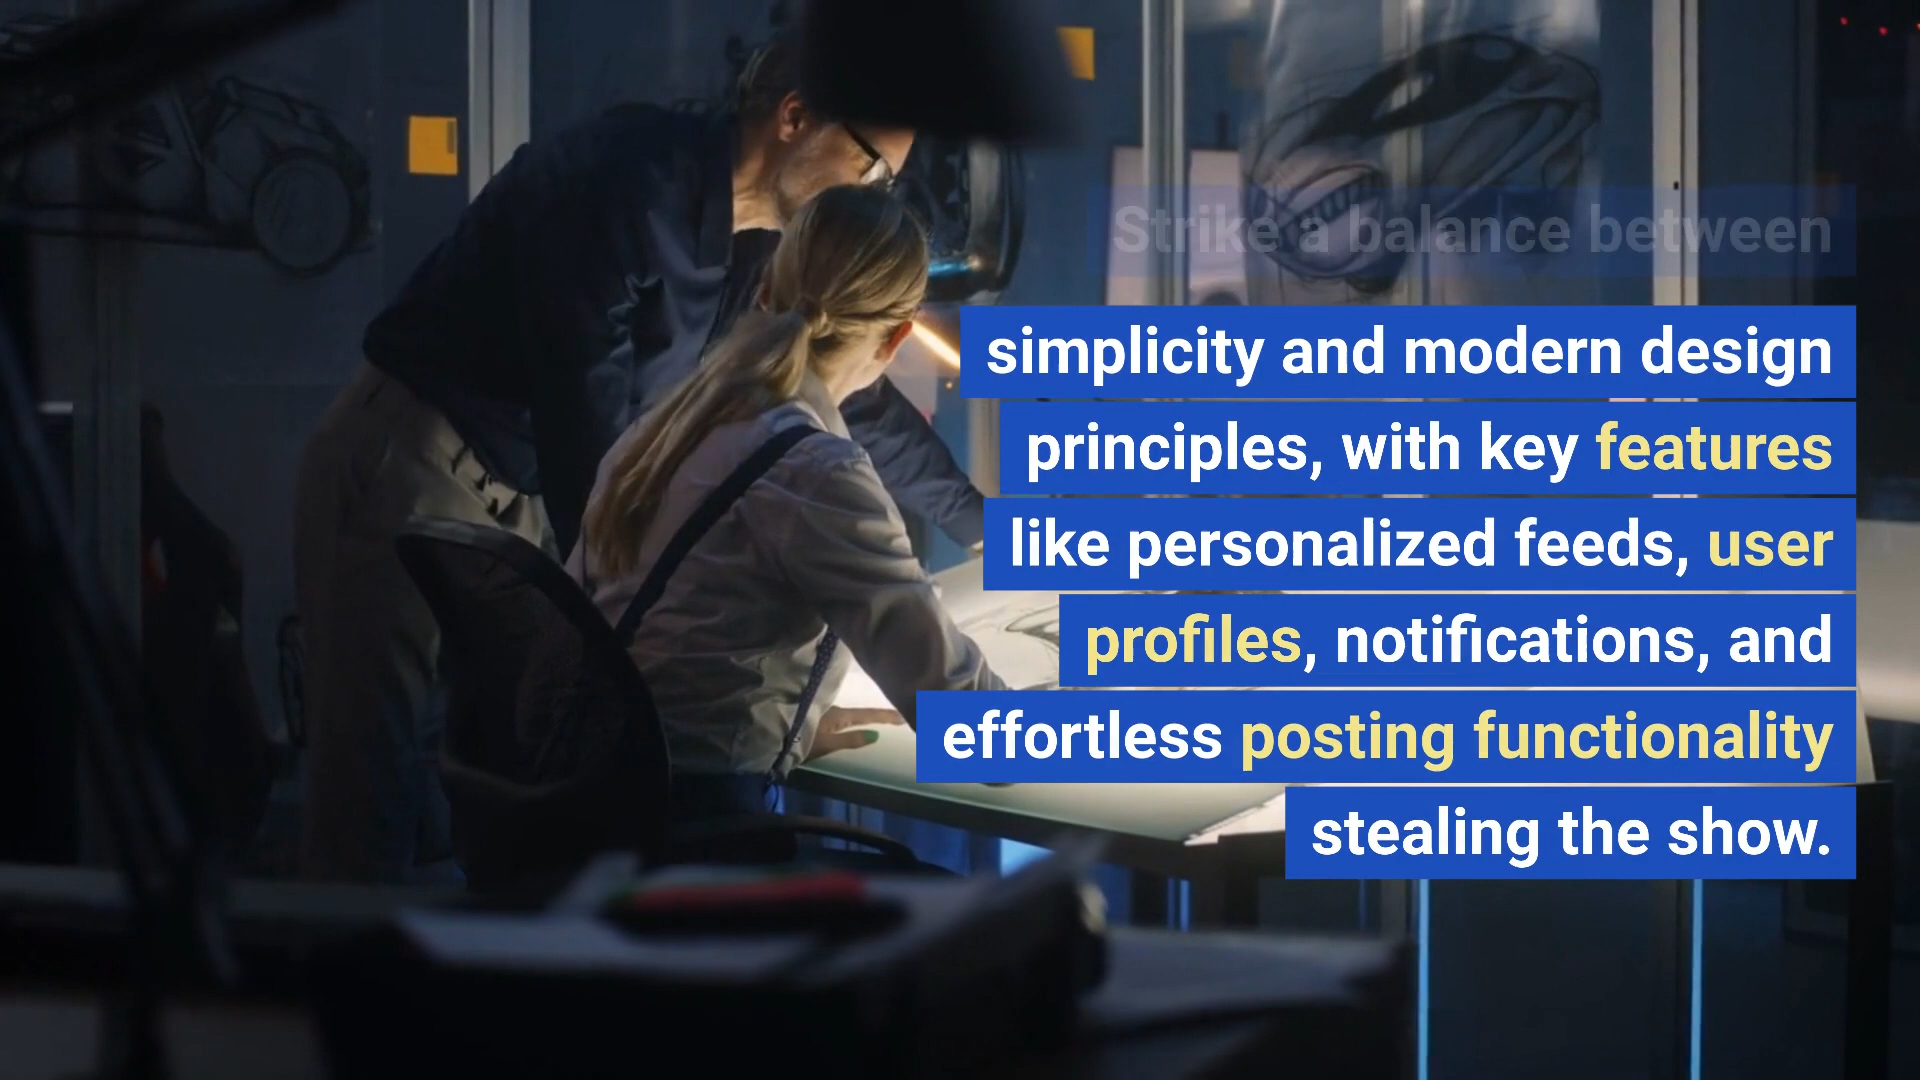 Strike a balance between
simplicity and modern design
principles, with key features
like personalized feeds, user
profiles, notifications, and
effortless posting functionality
stealing the show.